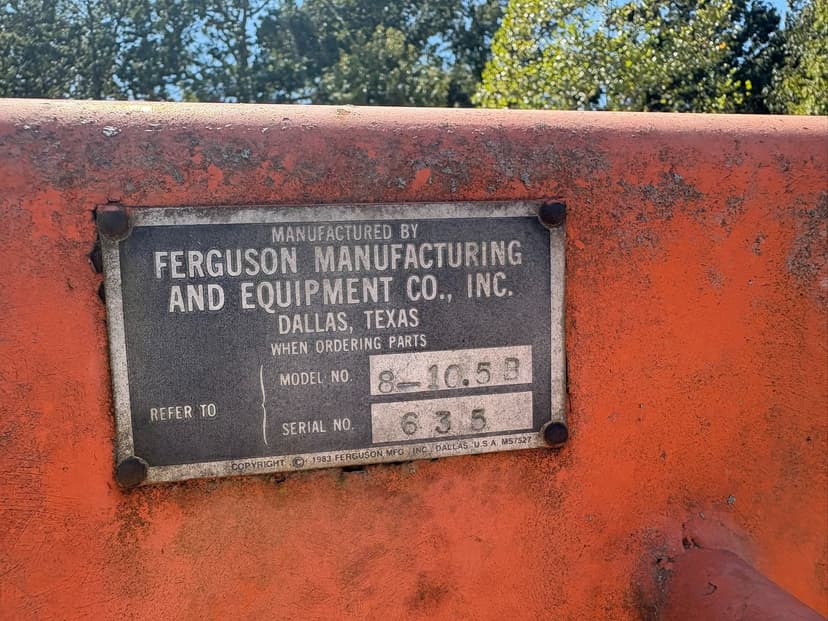 MANUFACTURED BY
FERGUSON MANUFACTURING
AND EQUIPMENT CO., INC.
DALLAS, TEXAS
WHEN ORDERING PARTS
REFER TO
MODEL NO. 8-10.5B
SERIAL NO. 635
COPYRIGHT © 1983 FERGUSON MFG., INC., DALLAS, U.S.A. MS7527